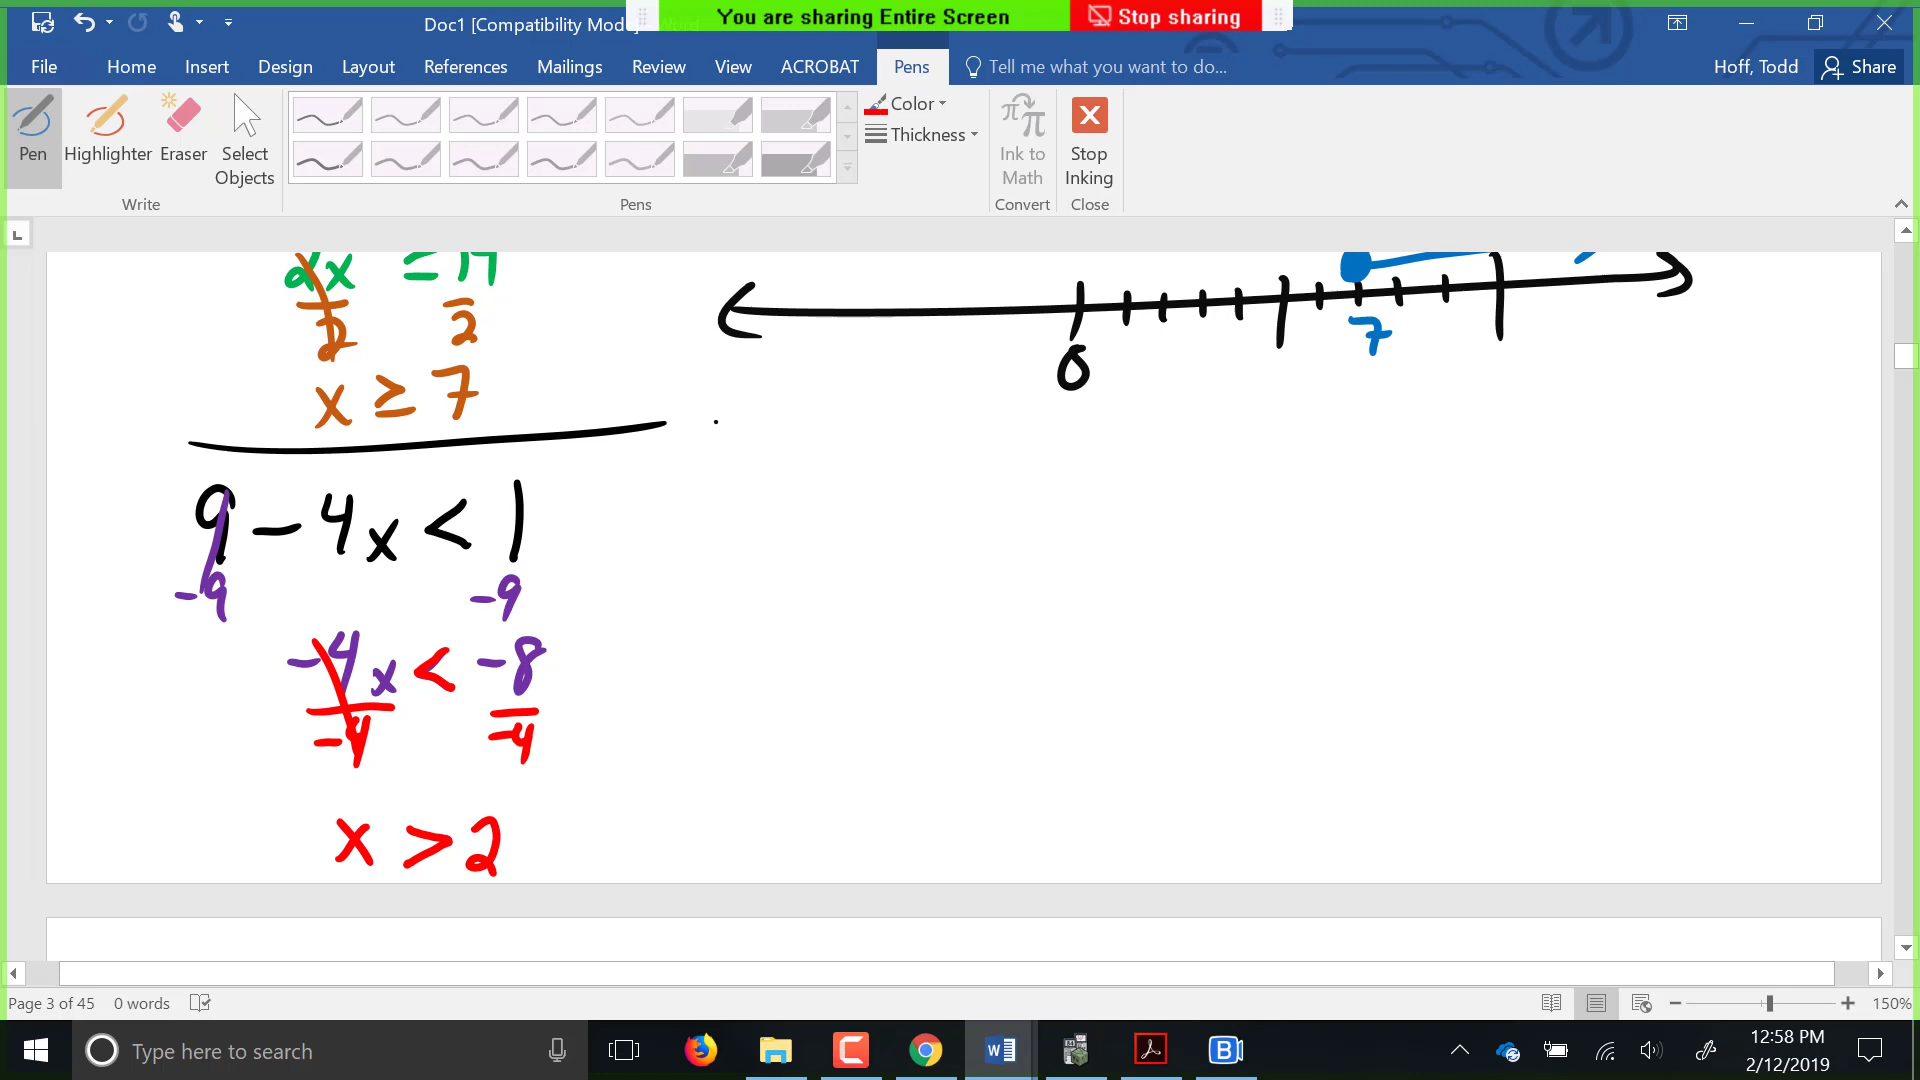 Doc1 [Compatibility Mod
You are sharing Entire Screen
Stop sharing
File Home Insert Design Layout References Mailings Review View ACROBAT Pens Tell me what you want to do... Hoff, Todd Share
Pen Highlighter Eraser Select Objects
Color
Thickness
Ink to Math
Stop Inking
Write Pens Convert Close
2x ≥ 14
2 2
x ≥ 7
0 7
9 - 4x < 1
-9 -9
-4x < -8
-4 -4
x > 2
Page 3 of 45 0 words 150%
Type here to search
12:58 PM
2/12/2019